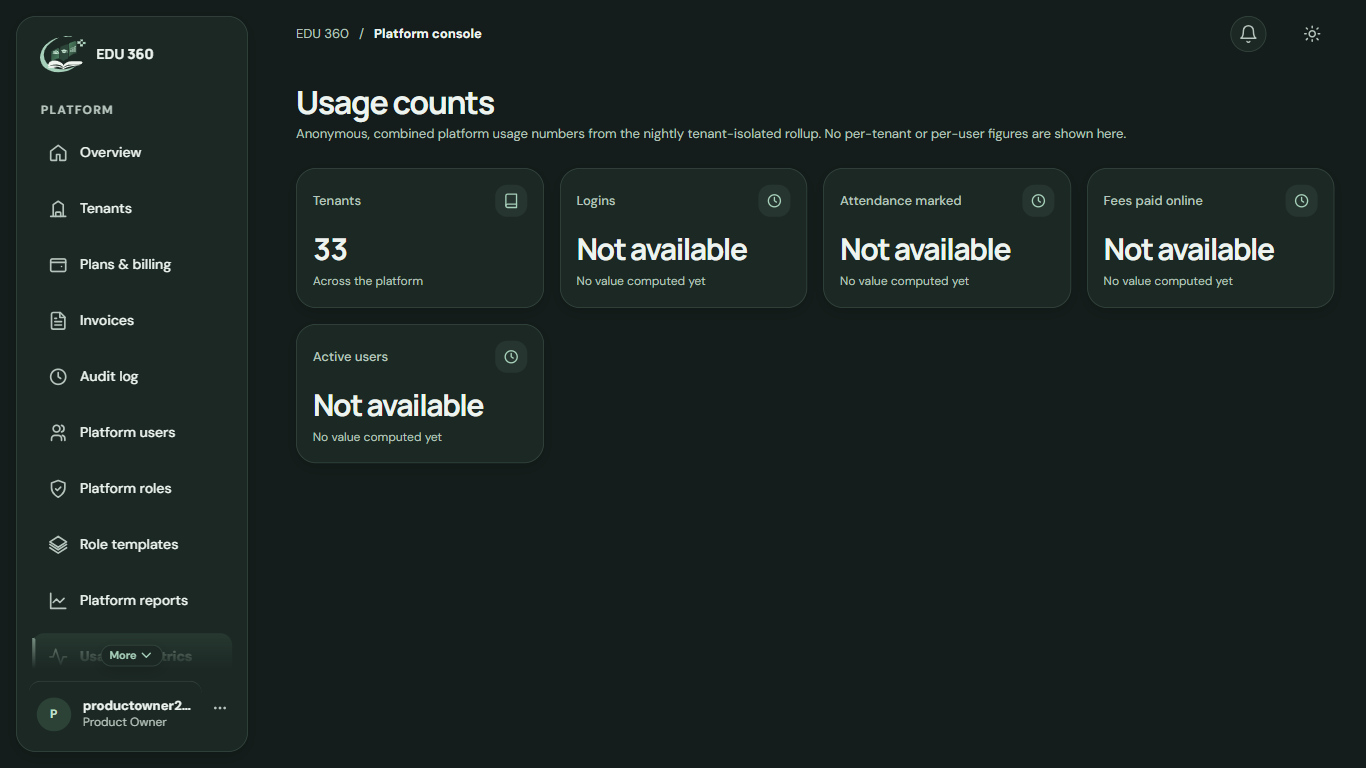 EDU 360
PLATFORM
Overview
Tenants
Plans & billing
Invoices
Audit log
Platform users
Platform roles
Role templates
Platform reports
More
P
productowner2...
Product Owner
EDU 360 / Platform console
Usage counts
Anonymous, combined platform usage numbers from the nightly tenant-isolated rollup. No per-tenant or per-user figures are shown here.
Tenants
33
Across the platform
Logins
Not available
No value computed yet
Attendance marked
Not available
No value computed yet
Fees paid online
Not available
No value computed yet
Active users
Not available
No value computed yet